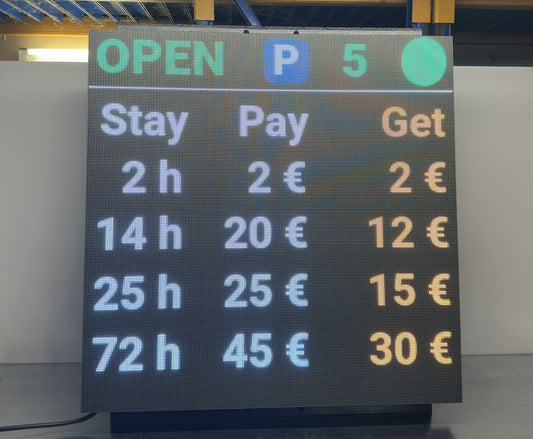 OPEN P 5
Stay Pay Get
2 h 2 € 2 €
14 h 20 € 12 €
25 h 25 € 15 €
72 h 45 € 30 €